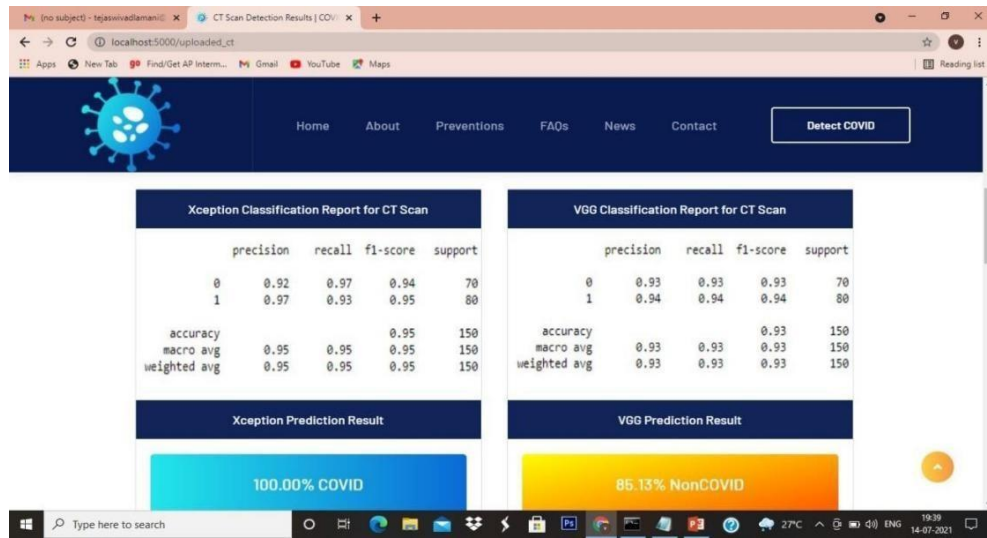 (no subject) - tejaswivadlamani@
CT Scan Detection Results | COVI
localhost:5000/uploaded_ct
Apps New Tab Find/Get AP Interm... Gmail YouTube Maps Reading list
Home About Preventions FAQs News Contact Detect COVID
Xception Classification Report for CT Scan
precision recall f1-score support
0 0.92 0.97 0.94 70
1 0.97 0.93 0.95 80
accuracy 0.95 150
macro avg 0.95 0.95 0.95 150
weighted avg 0.95 0.95 0.95 150
Xception Prediction Result
100.00% COVID
VGG Classification Report for CT Scan
precision recall f1-score support
0 0.93 0.93 0.93 70
1 0.94 0.94 0.94 80
accuracy 0.93 150
macro avg 0.93 0.93 0.93 150
weighted avg 0.93 0.93 0.93 150
VGG Prediction Result
85.13% NonCOVID
Type here to search
Ps
27°C ENG
19:39
14-07-2021